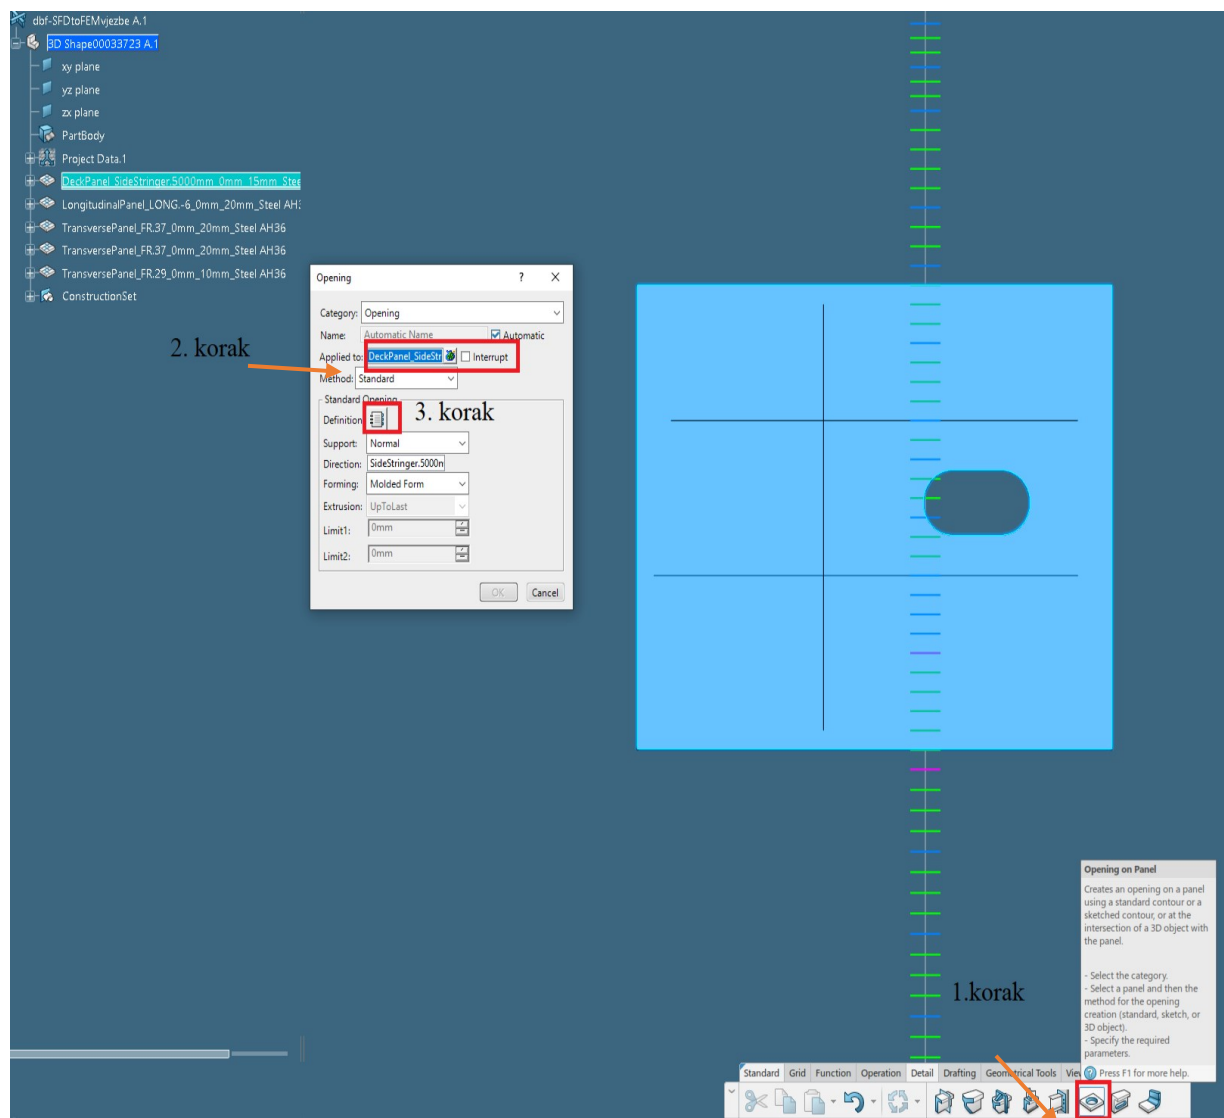 dbf-SFDtoFEMvjezbe A.1
3D Shape00033723 A.1
xy plane
yz plane
zx plane
PartBody
Project Data.1
DeckPanel_SideStringer.5000mm_0mm_15mm_Stee
LongitudinalPanel_LONG.-6_0mm_20mm_Steel AH:
TransversePanel_FR.37_0mm_20mm_Steel AH36
TransversePanel_FR.37_0mm_20mm_Steel AH36
TransversePanel_FR.29_0mm_10mm_Steel AH36
ConstructionSet
2. korak
Opening ? X
Category: Opening
Name: Automatic Name Automatic
Applied to: DeckPanel_SideStr Interrupt
Method: Standard
Standard Opening
Definition
3. korak
Support: Normal
Direction: SideStringer.5000n
Forming: Molded Form
Extrusion: UpToLast
Limit1: 0mm
Limit2: 0mm
OK Cancel
1.korak
Opening on Panel
Creates an opening on a panel
using a standard contour or a
sketched contour, or at the
intersection of a 3D object with
the panel.
- Select the category.
- Select a panel and then the
method for the opening
creation (standard, sketch, or
3D object).
- Specify the required
parameters.
Press F1 for more help.
Standard Grid Function Operation Detail Drafting Geometrical Tools